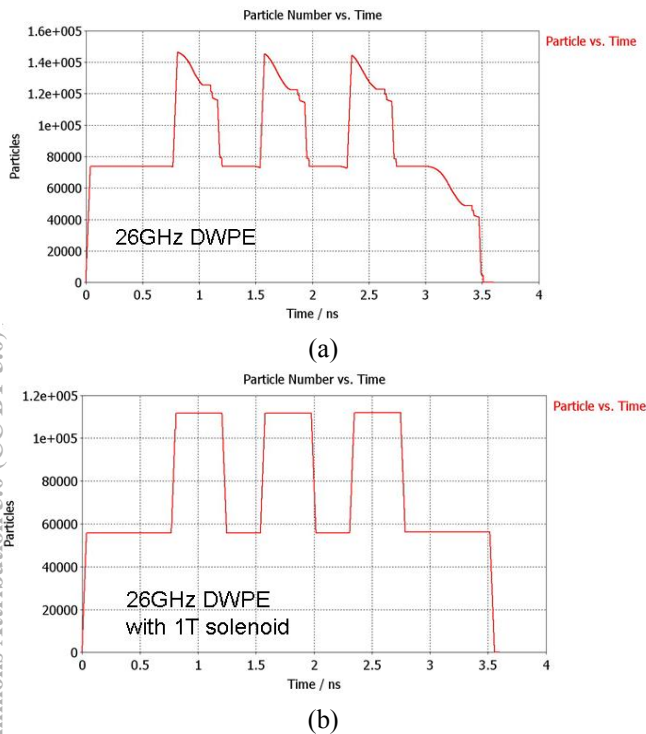 Particle Number vs. Time
Particle vs. Time
1.6e+005
1.4e+005
1.2e+005
1e+005
80000
60000
40000
20000
0
Particles
26GHz DWPE
0 0.5 1 1.5 2 2.5 3 3.5 4
Time / ns
(a)
Particle Number vs. Time
Particle vs. Time
1.2e+005
1e+005
80000
60000
40000
20000
0
Particles
26GHz DWPE
with 1T solenoid
0 0.5 1 1.5 2 2.5 3 3.5 4
Time / ns
(b)